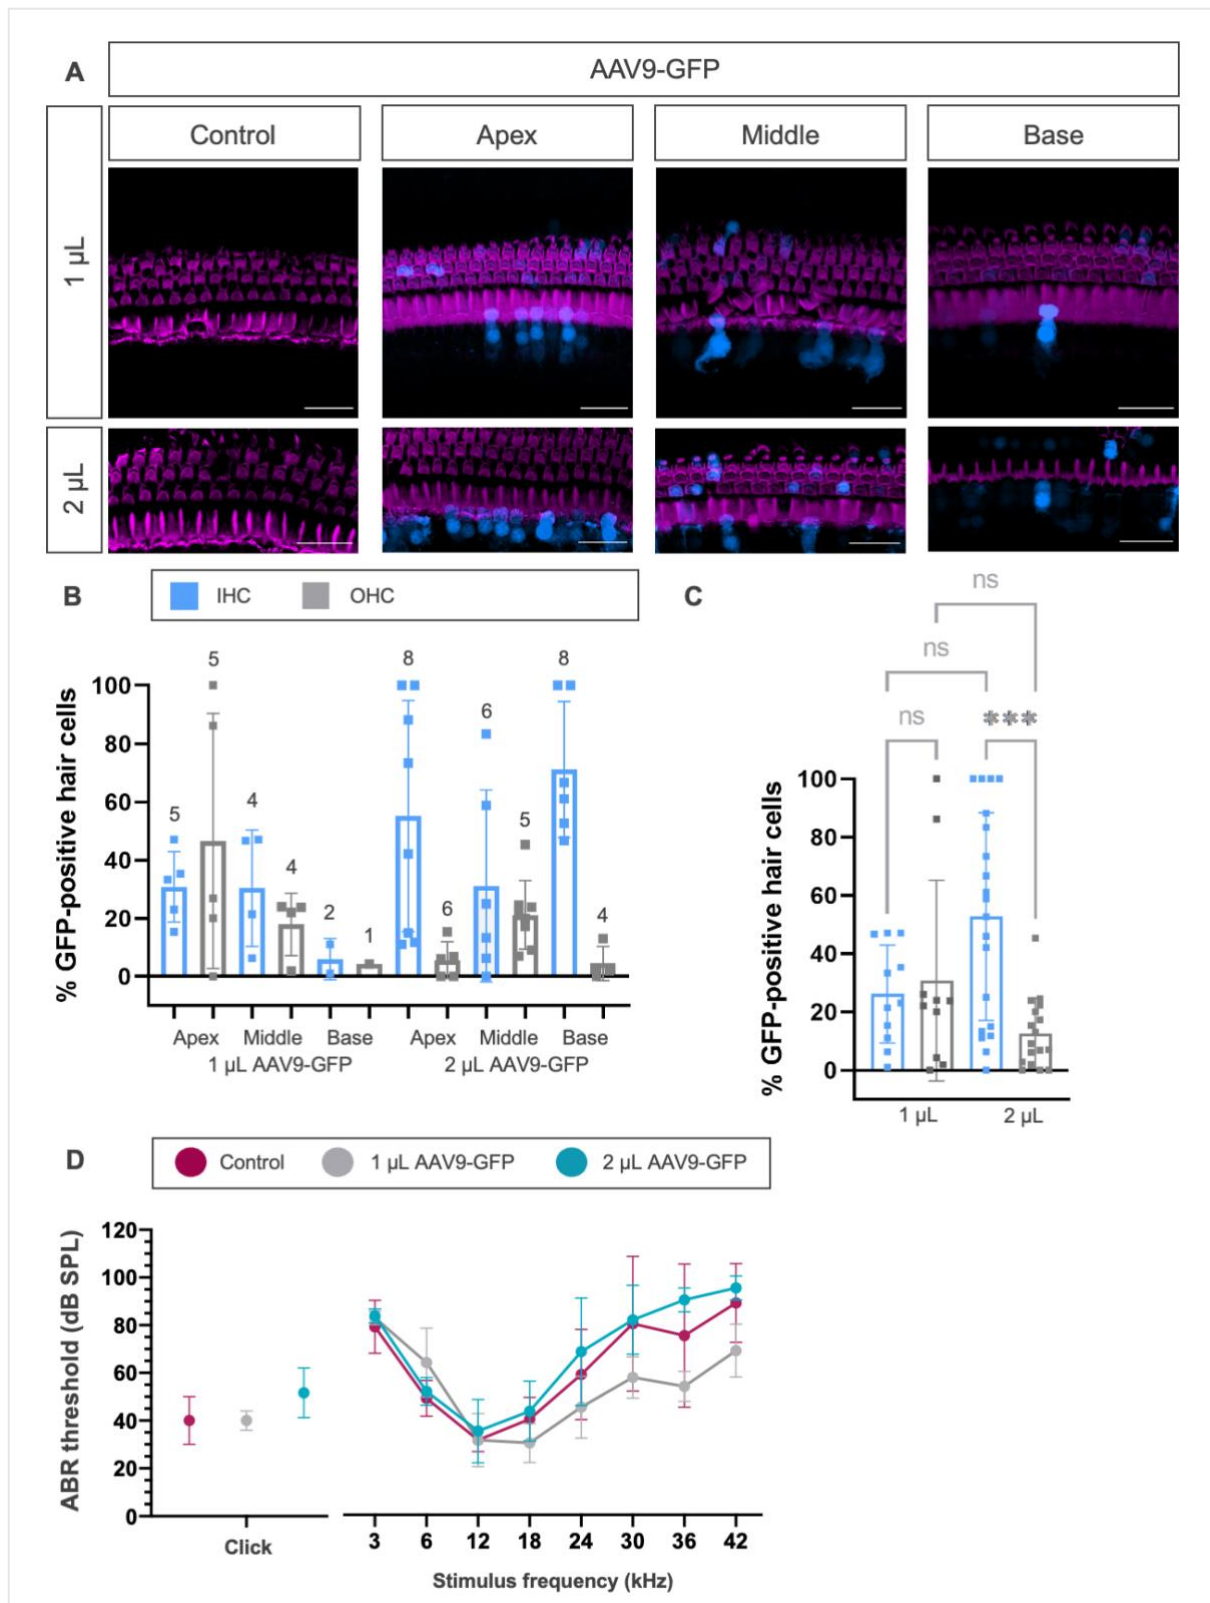 A
AAV9-GFP
Control
Apex
Middle
Base
1 µL
2 µL
B
IHC
OHC
% GFP-positive hair cells
100
80
60
40
20
0
5
5
4
4
2
1
8
6
6
5
8
4
Apex
Middle
Base
Apex
Middle
Base
1 µL AAV9-GFP
2 µL AAV9-GFP
C
ns
ns
ns
***
% GFP-positive hair cells
100
80
60
40
20
0
1 µL
2 µL
D
Control
1 µL AAV9-GFP
2 µL AAV9-GFP
ABR threshold (dB SPL)
120
100
80
60
40
20
0
Click
3 6 12 18 24 30 36 42
Stimulus frequency (kHz)